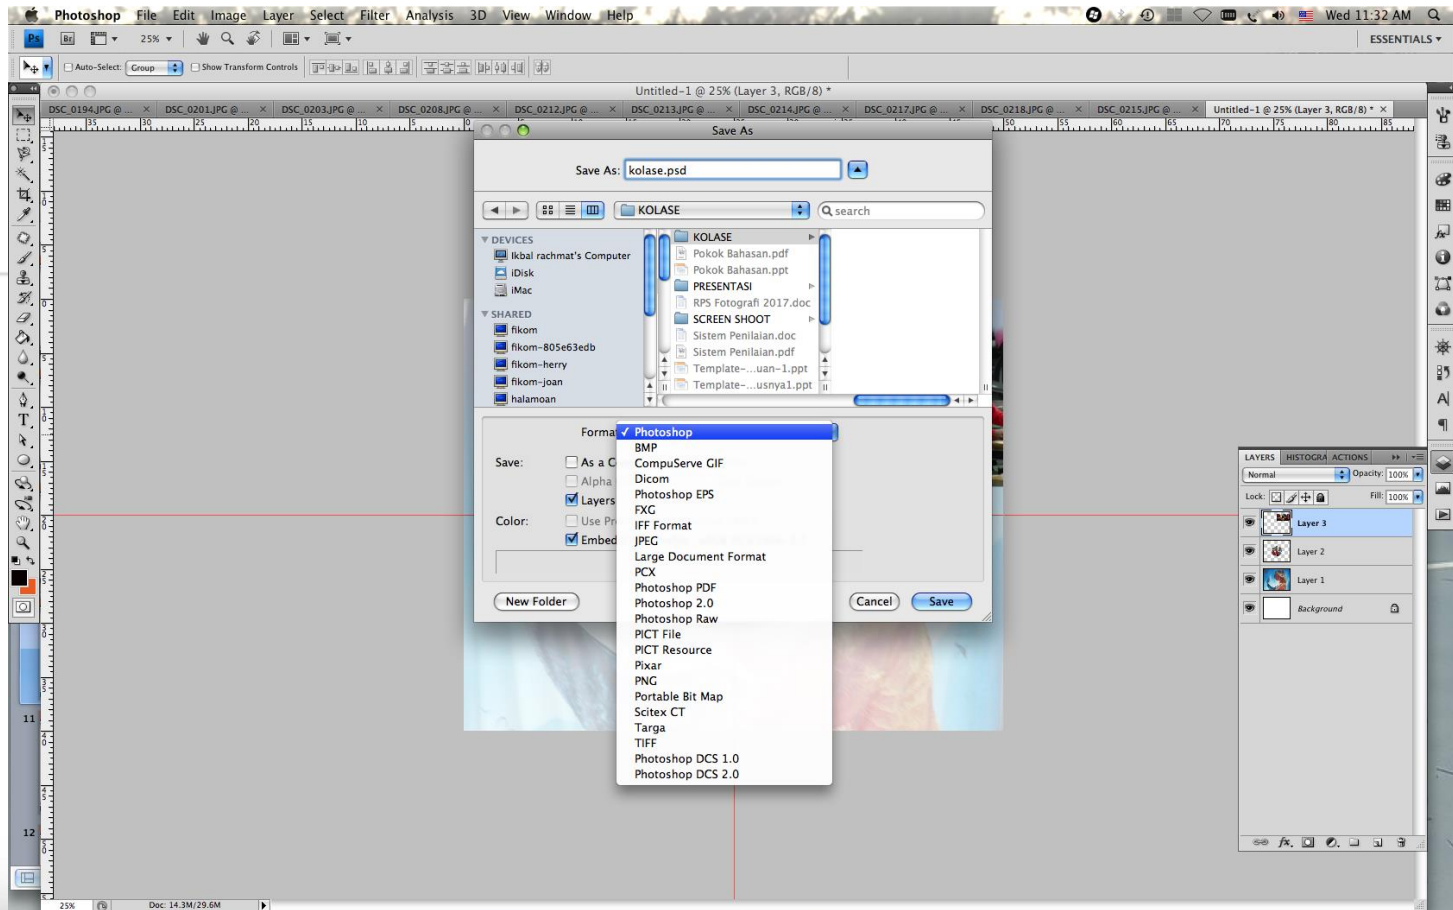 Photoshop File Edit Image Layer Select Filter Analysis 3D View Window Help Wed 11:32 AM
Ps Br 25% ESSENTIALS
Auto-Select: Group Show Transform Controls
Untitled-1 @ 25% (Layer 3, RGB/8) *
DSC_0194.JPG @ ... DSC_0201.JPG @ ... DSC_0203.JPG @ ... DSC_0208.JPG @ ... DSC_0212.JPG @ ... DSC_0213.JPG @ ... DSC_0214.JPG @ ... DSC_0217.JPG @ ... DSC_0218.JPG @ ... DSC_0215.JPG @ ... Untitled-1 @ 25% (Layer 3, RGB/8) *
Save As
Save As: kolase.psd
KOLASE search
DEVICES
Ikbal rachmat's Computer
iDisk
iMac
SHARED
fikom
fikom-805e63edb
fikom-herry
fikom-joan
halamoan
KOLASE
Pokok Bahasan.pdf
Pokok Bahasan.ppt
PRESENTASI
RPS Fotografi 2017.doc
SCREEN SHOOT
Sistem Penilaian.doc
Sistem Penilaian.pdf
Template-...uan-1.ppt
Template-...usnya1.ppt
Save: As a C
Alpha
Layers
Color: Use Pr
Embed
New Folder Cancel Save
Photoshop
BMP
CompuServe GIF
Dicom
Photoshop EPS
FXG
IFF Format
JPEG
Large Document Format
PCX
Photoshop PDF
Photoshop 2.0
Photoshop Raw
PICT File
PICT Resource
Pixar
PNG
Portable Bit Map
Scitex CT
Targa
TIFF
Photoshop DCS 1.0
Photoshop DCS 2.0
LAYERS HISTOGRA ACTIONS
Normal Opacity: 100%
Lock: Fill: 100%
Layer 3
Layer 2
Layer 1
Background
11
12
25% Doc: 14.3M/29.6M